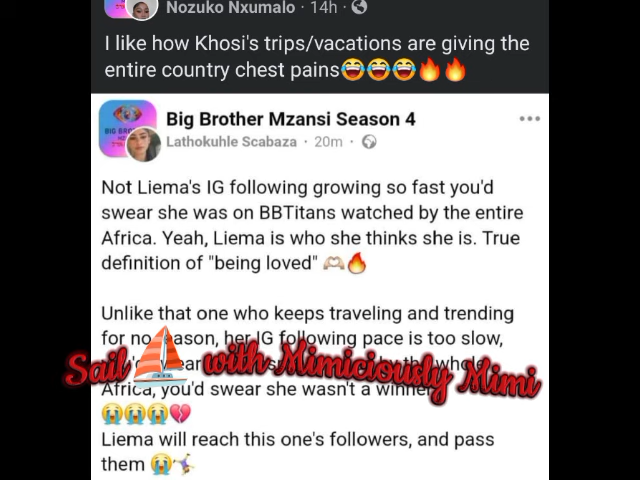 Nozuko Nxumalo · 14h ·
I like how Khosi's trips/vacations are giving the
entire country chest pains😂😂😂🔥🔥
BIG BRO
Big Brother Mzansi Season 4
Lathokuhle Scabaza · 20m ·
Not Liema's IG following growing so fast you'd
swear she was on BBTitans watched by the entire
Africa. Yeah, Liema is who she thinks she is. True
definition of "being loved" 🫶🏼🔥
Unlike that one who keeps traveling and trending
for no reason, her IG following pace is too slow,
Sail ⛵ with Mimiciously Mimi
Africa, you'd swear she wasn't a winner
😭😭😭💔
Liema will reach this one's followers, and pass
them 😭🤸